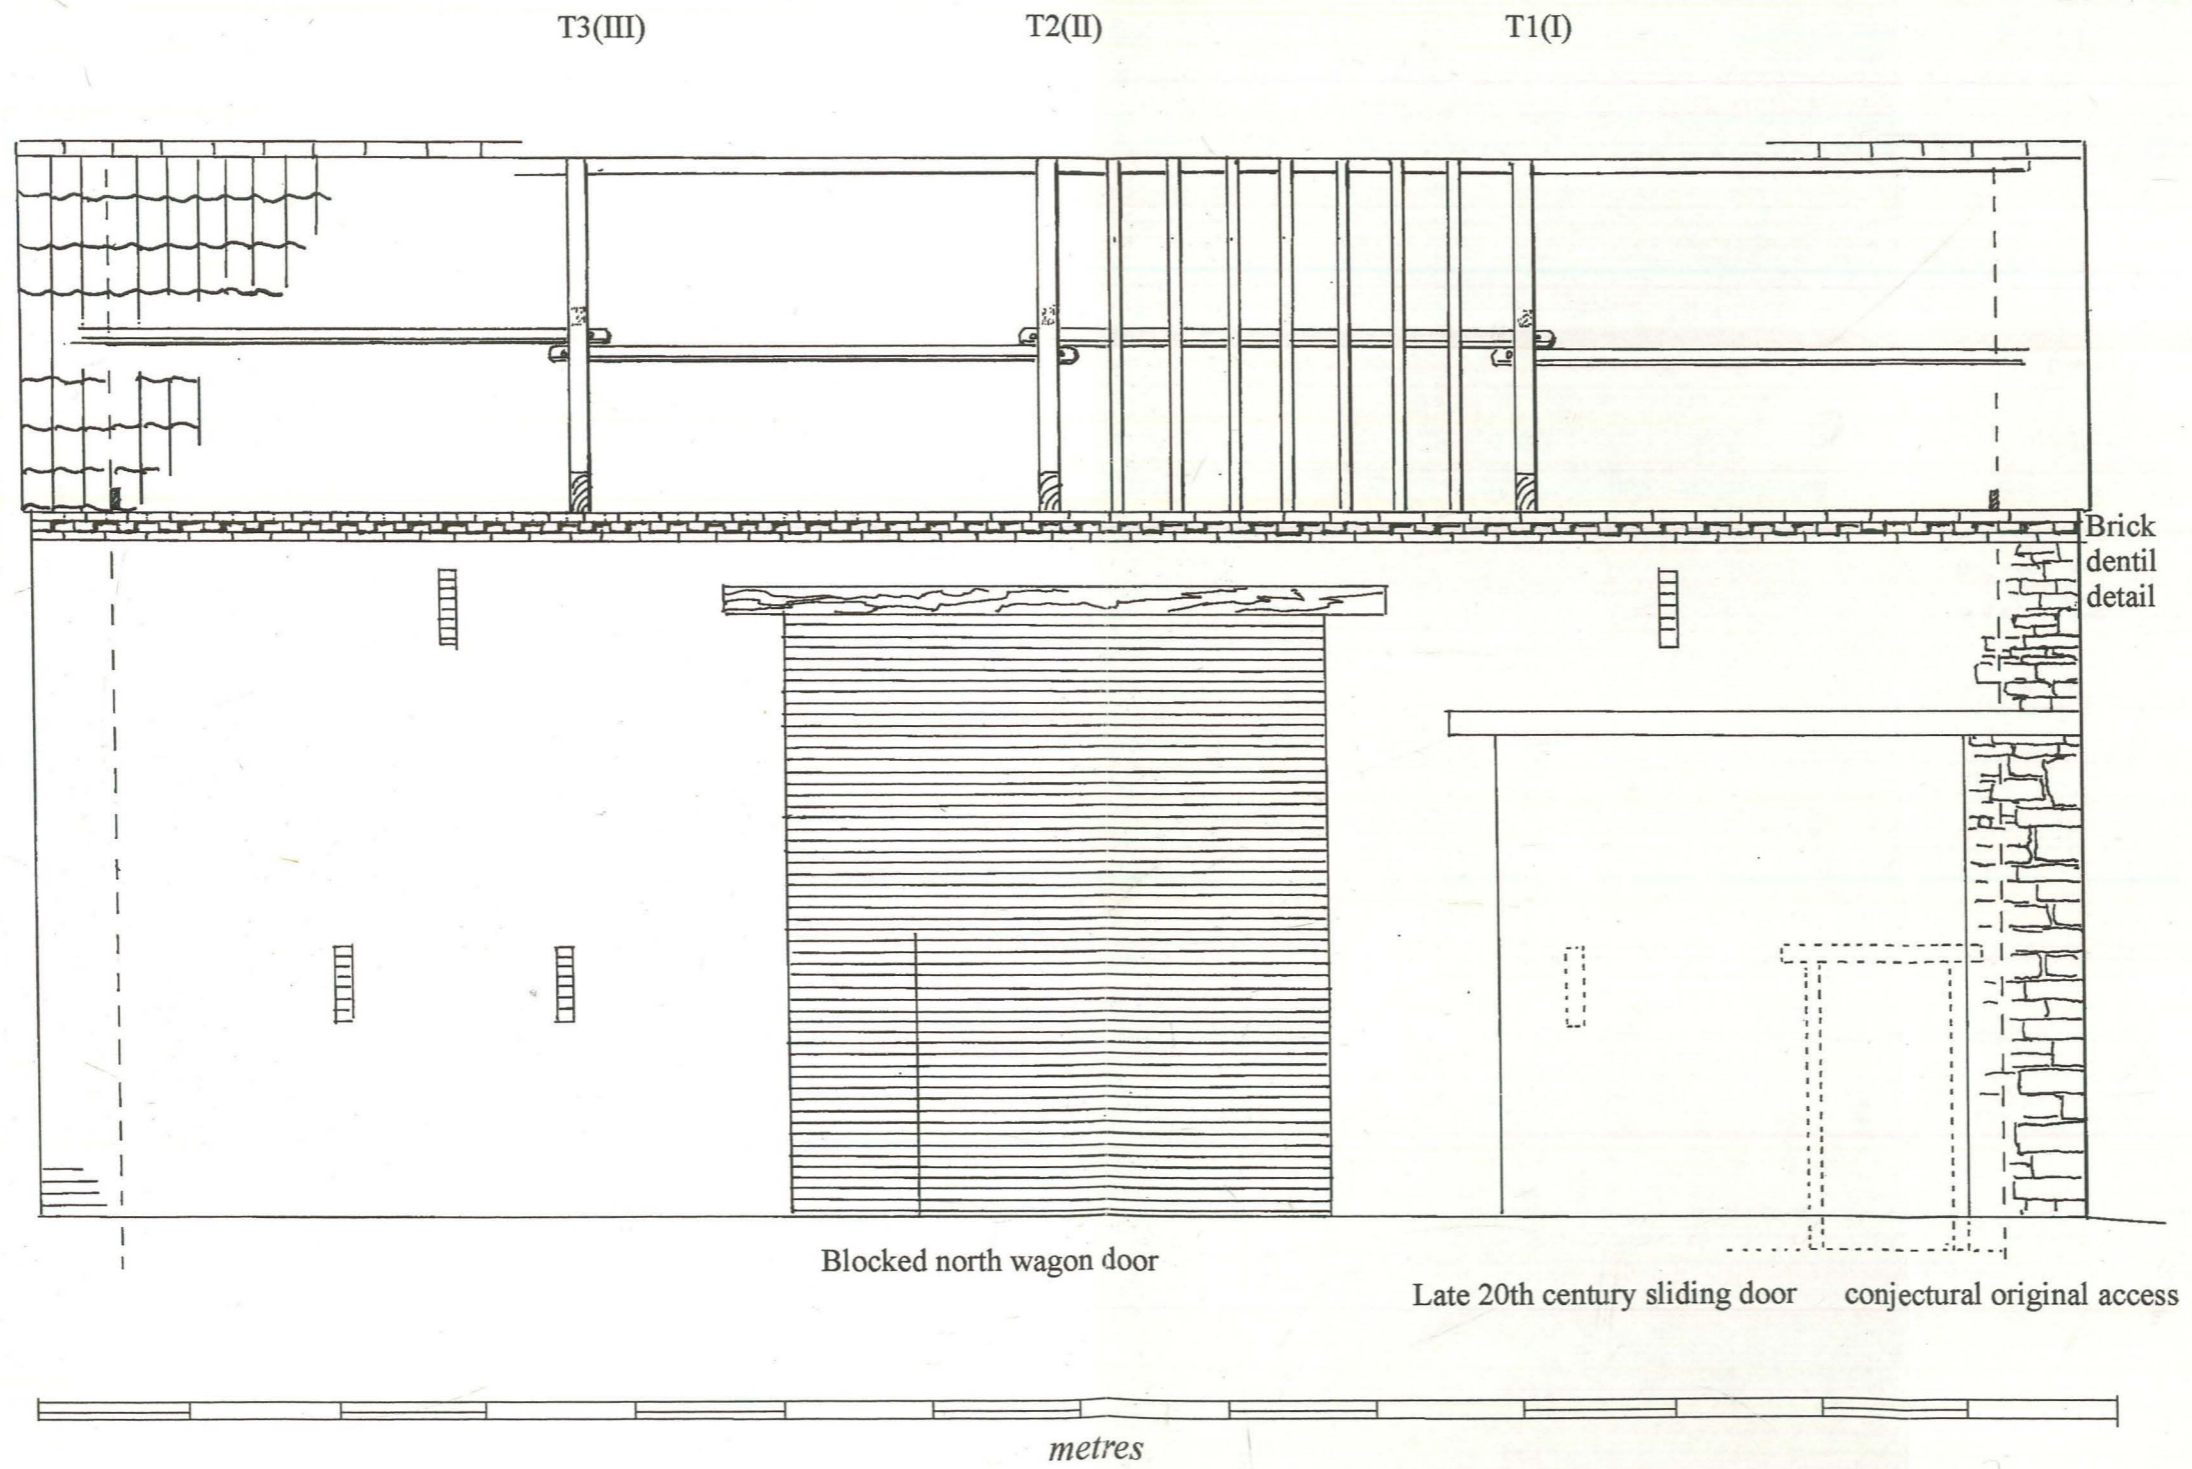 T3(III)
T2(II)
T1(I)
Brick
dentil
detail
Blocked north wagon door
Late 20th century sliding door
conjectural original access
metres